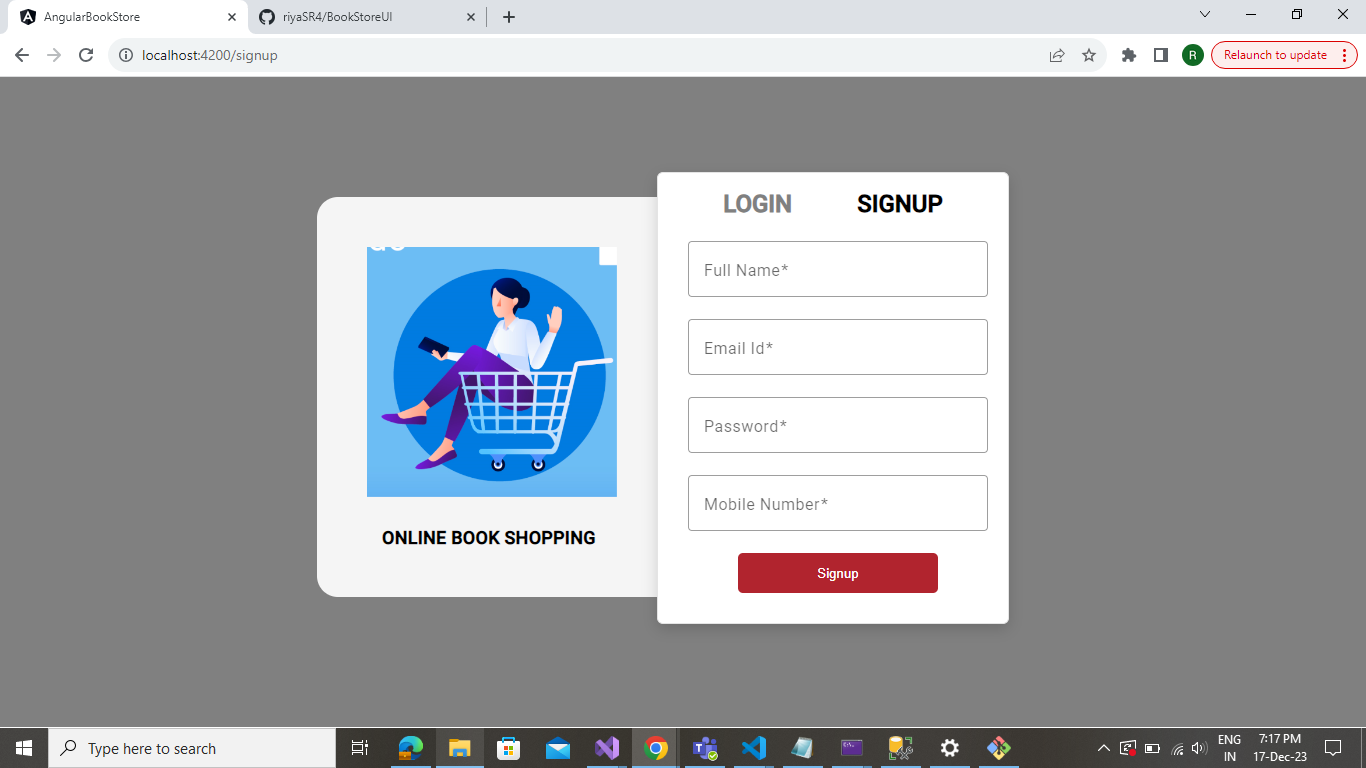 AngularBookStore
riyaSR4/BookStoreUI
localhost:4200/signup
R
Relaunch to update
LOGIN SIGNUP
Full Name*
Email Id*
Password*
Mobile Number*
Signup
ONLINE BOOK SHOPPING
Type here to search
ENG
IN
7:17 PM
17-Dec-23